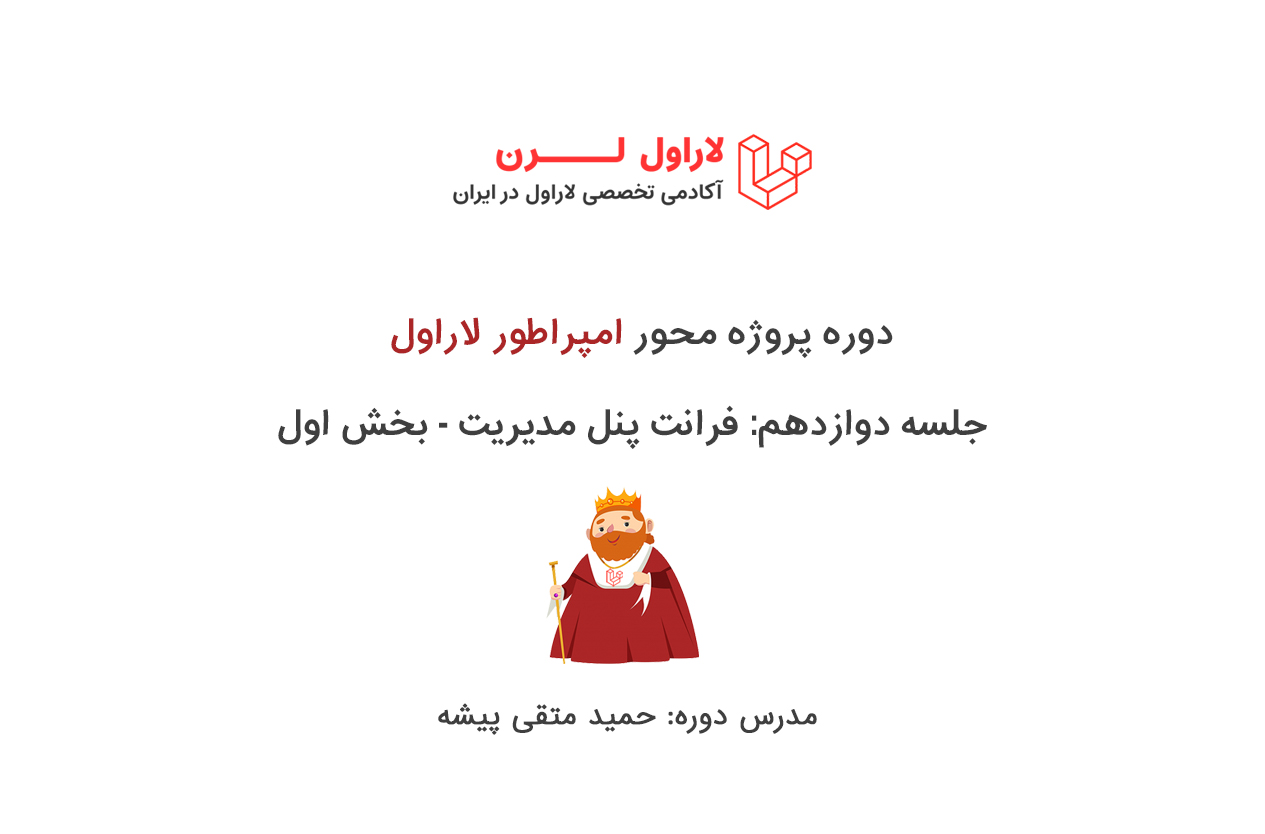 لاراول لـــــرن
آکادمی تخصصی لاراول در ایران
دوره پروژه محور امپراطور لاراول
جلسه دوازدهم: فرانت پنل مدیریت - بخش اول
مدرس دوره: حمید متقی پیشه